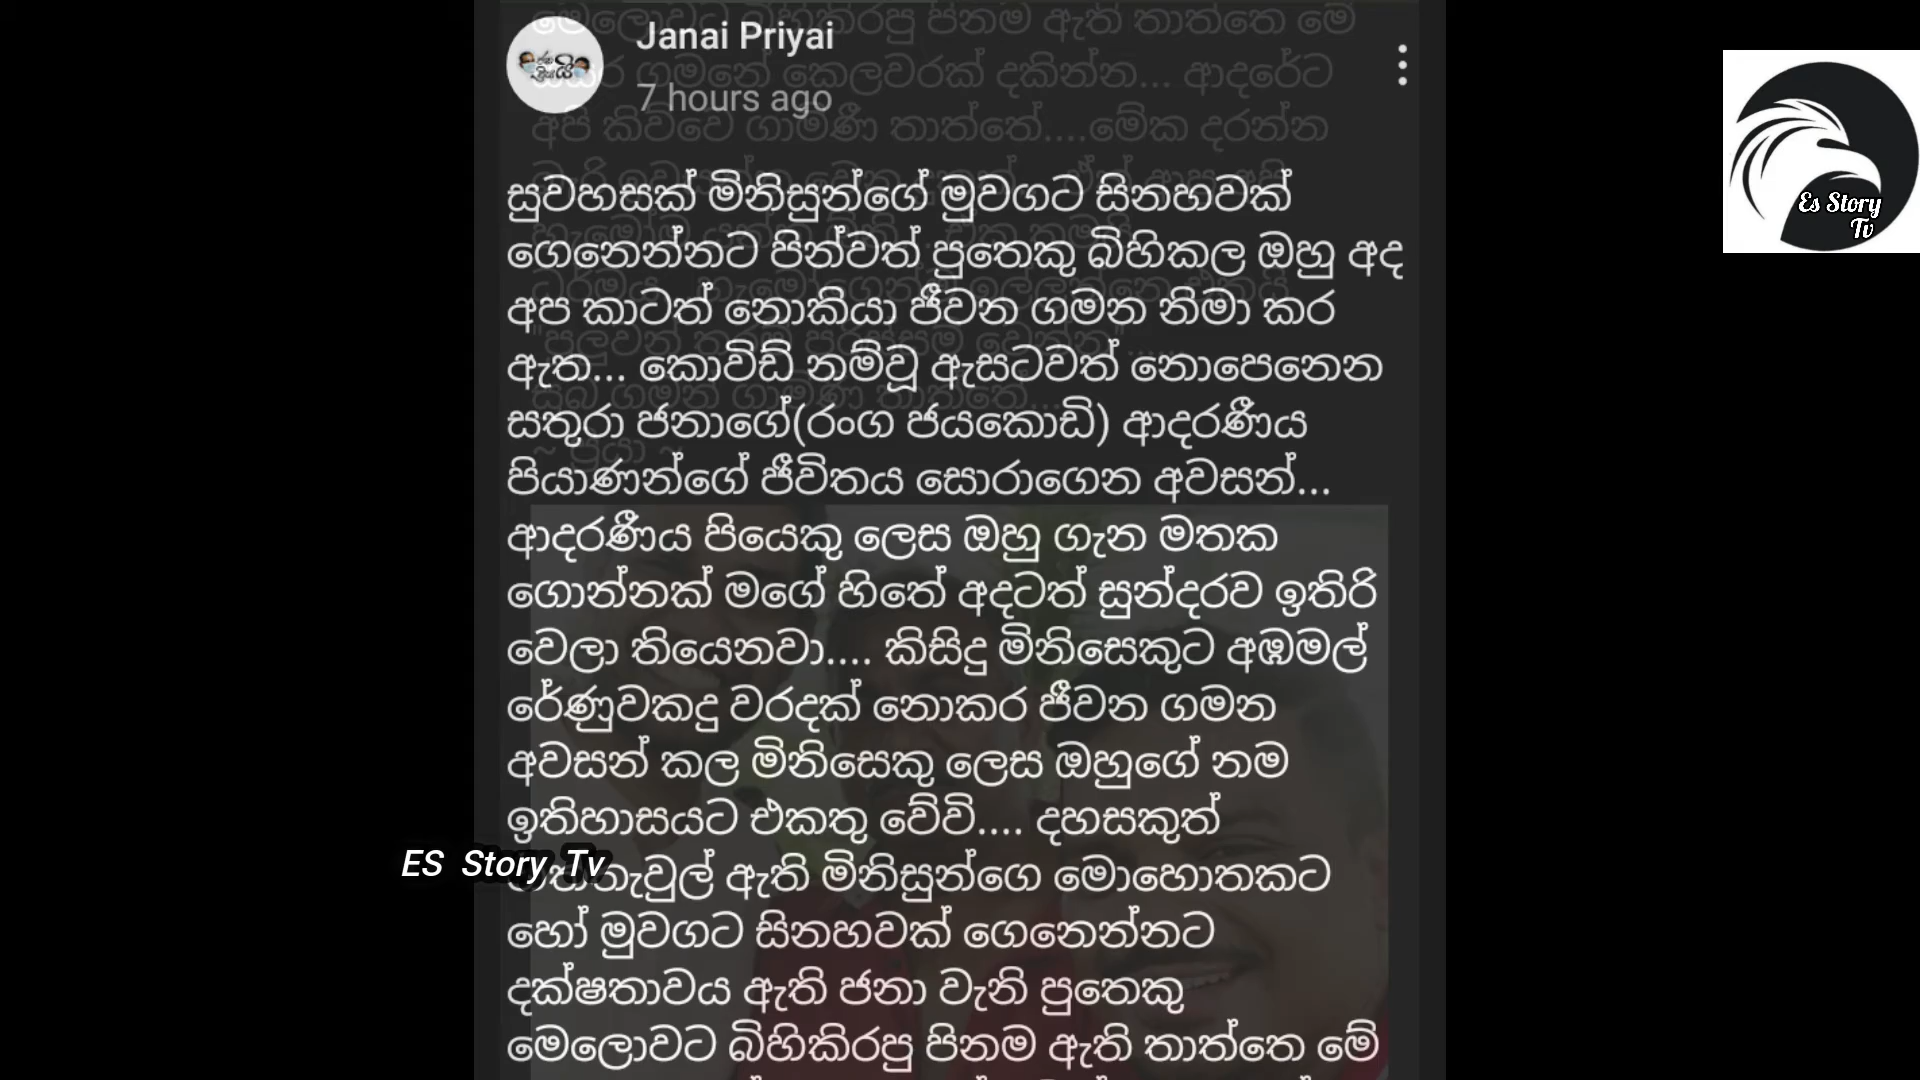 Janai Priyai
7 hours ago
සුවහසක් මිනිසුන්ගේ මුවගට සිනහවක්
ගෙනෙන්නට පින්වත් පුතෙකු බිහිකල ඔහු අද
අප කාටත් නොකියා ජීවන ගමන නිමා කර
ඇත... කොවිඩ් නම්වූ ඇසටවත් නොපෙනෙන
සතුරා ජනාගේ(රංග ජයකොඩි) ආදරණීය
පියාණන්ගේ ජීවිතය සොරාගෙන අවසන්...
ආදරණීය පියෙකු ලෙස ඔහු ගැන මතක
ගොන්නක් මගේ හිතේ අදටත් සුන්දරව ඉතිරි
වෙලා තියෙනවා.... කිසිදු මිනිසෙකුට අඹමල්
රේණුවකදු වරදක් නොකර ජීවන ගමන
අවසන් කල මිනිසෙකු ලෙස ඔහුගේ නම
ඉතිහාසයට එකතු වේවි.... දහසකුත්
ඇති මිනිසුන්ගෙ මොහොතකට
හෝ මුවගට සිනහවක් ගෙනෙන්නට
දක්ෂතාවය ඇති ජනා වැනි පුතෙකු
මෙලොවට බිහිකිරපු පිනම ඇති තාත්තෙ මේ
ES Story Tv
Es Story
Tv